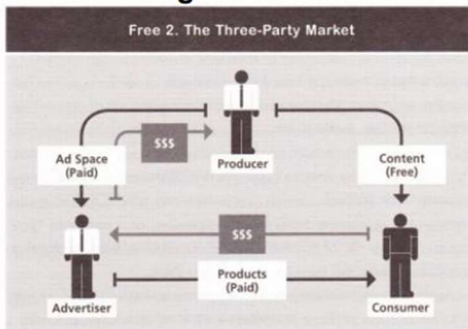 Free 2. The Three-Party Market
$$$
Ad Space
(Paid)
Producer
Content
(Free)
$$$
Products
(Paid)
Advertiser
Consumer